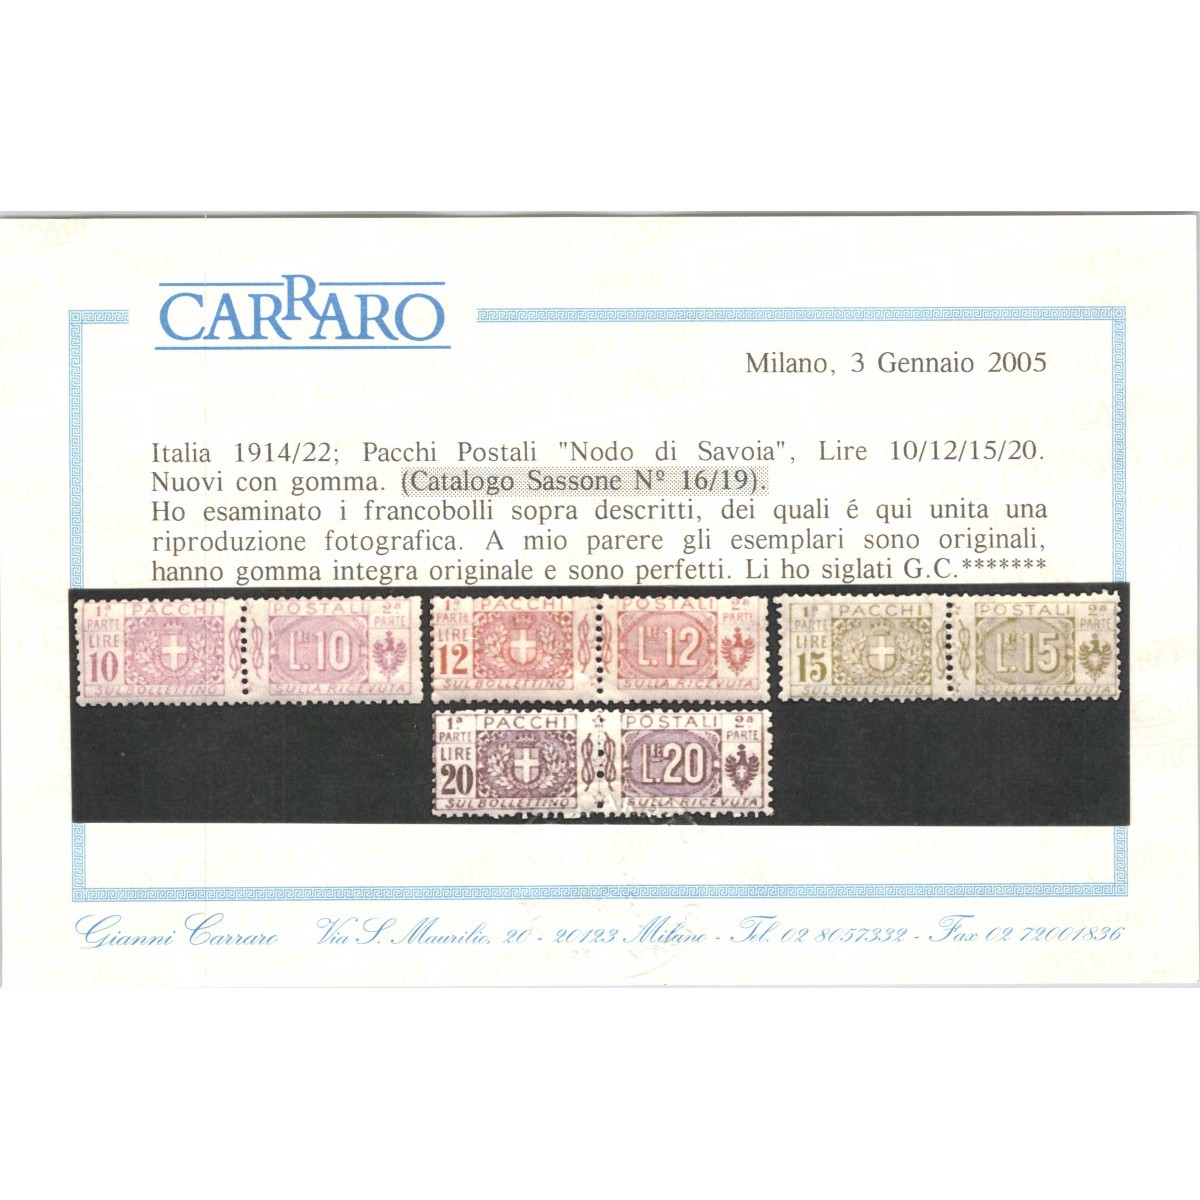 CARRARO
Milano, 3 Gennaio 2005
Italia 1914/22; Pacchi Postali "Nodo di Savoia", Lire 10/12/15/20.
Nuovi con gomma. (Catalogo Sassone Nº 16/19).
Ho esaminato i francobolli sopra descritti, dei quali é qui unita una
riproduzione fotografica. A mio parere gli esemplari sono originali,
hanno gomma integra originale e sono perfetti. Li ho siglati G.C.*******
1ª PACCHI POSTALI 2ª
PARTE PARTE
LIRE 10 L.10
SUL BOLLETTINO SULLA RICEVUTA
1ª PACCHI POSTALI 2ª
PARTE PARTE
LIRE 12 Lᴿᴱ.12
SUL BOLLETTINO SULLA RICEVUTA
1ª PACCHI POSTALI 2ª
PARTE PARTE
LIRE 15 Lᴿᴱ.15
SUL BOLLETTINO SULLA RICEVUTA
1ª PACCHI POSTALI 2ª
PARTE PARTE
LIRE 20 Lᴿᴱ.20
SUL BOLLETTINO SULLA RICEVUTA
Gianni Carraro Via S. Maurilio, 20 - 20123 Milano - Tel. 02 8057332 - Fax 02 72001836